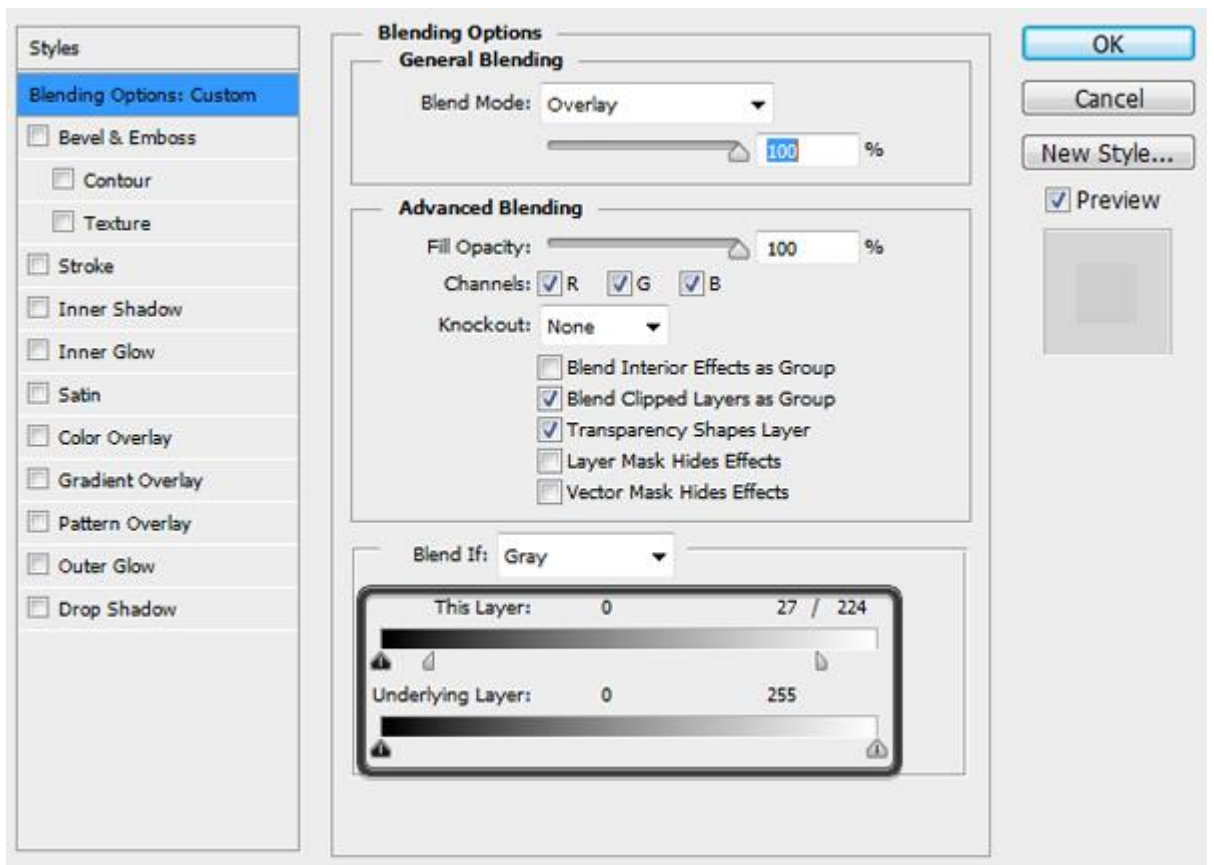 Styles
Blending Options: Custom
Bevel & Emboss
Contour
Texture
Stroke
Inner Shadow
Inner Glow
Satin
Color Overlay
Gradient Overlay
Pattern Overlay
Outer Glow
Drop Shadow
Blending Options
General Blending
Blend Mode: Overlay
100 %
Advanced Blending
Fill Opacity: 100 %
Channels: R G B
Knockout: None
Blend Interior Effects as Group
Blend Clipped Layers as Group
Transparency Shapes Layer
Layer Mask Hides Effects
Vector Mask Hides Effects
Blend If: Gray
This Layer: 0 27 / 224
Underlying Layer: 0 255
OK
Cancel
New Style...
Preview